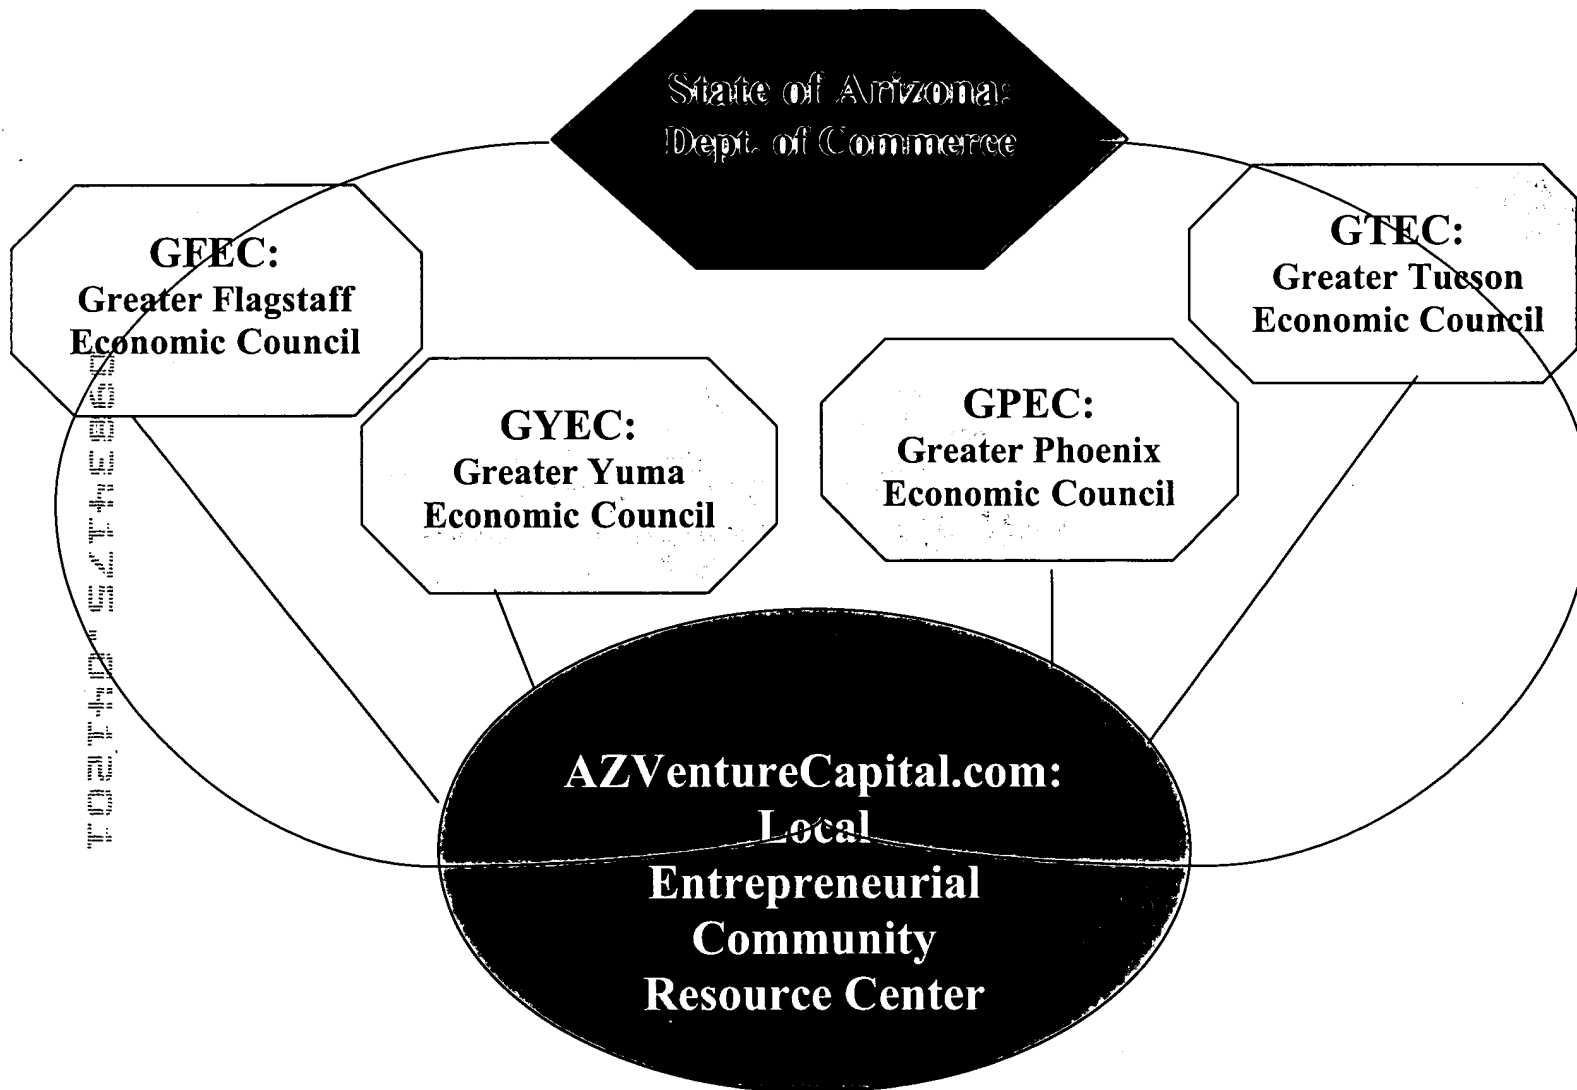 State of Arizona:
Dept. of Commerce
GFEC:
Greater Flagstaff
Economic Council
GTEC:
Greater Tucson
Economic Council
GYEC:
Greater Yuma
Economic Council
GPEC:
Greater Phoenix
Economic Council
AZVentureCapital.com:
Local
Entrepreneurial
Community
Resource Center